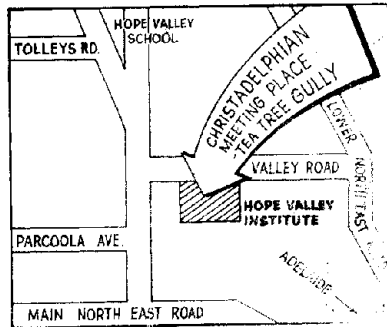 HOPE VALLEY
SCHOOL
TOLLEYS RD.
CHRISTADELPHIAN
MEETING PLACE
-TEA TREE GULLY
LOWER
NORTH EAST
VALLEY ROAD
HOPE VALLEY
INSTITUTE
PARCOOLA AVE.
ADELAIDE
MAIN NORTH EAST ROAD